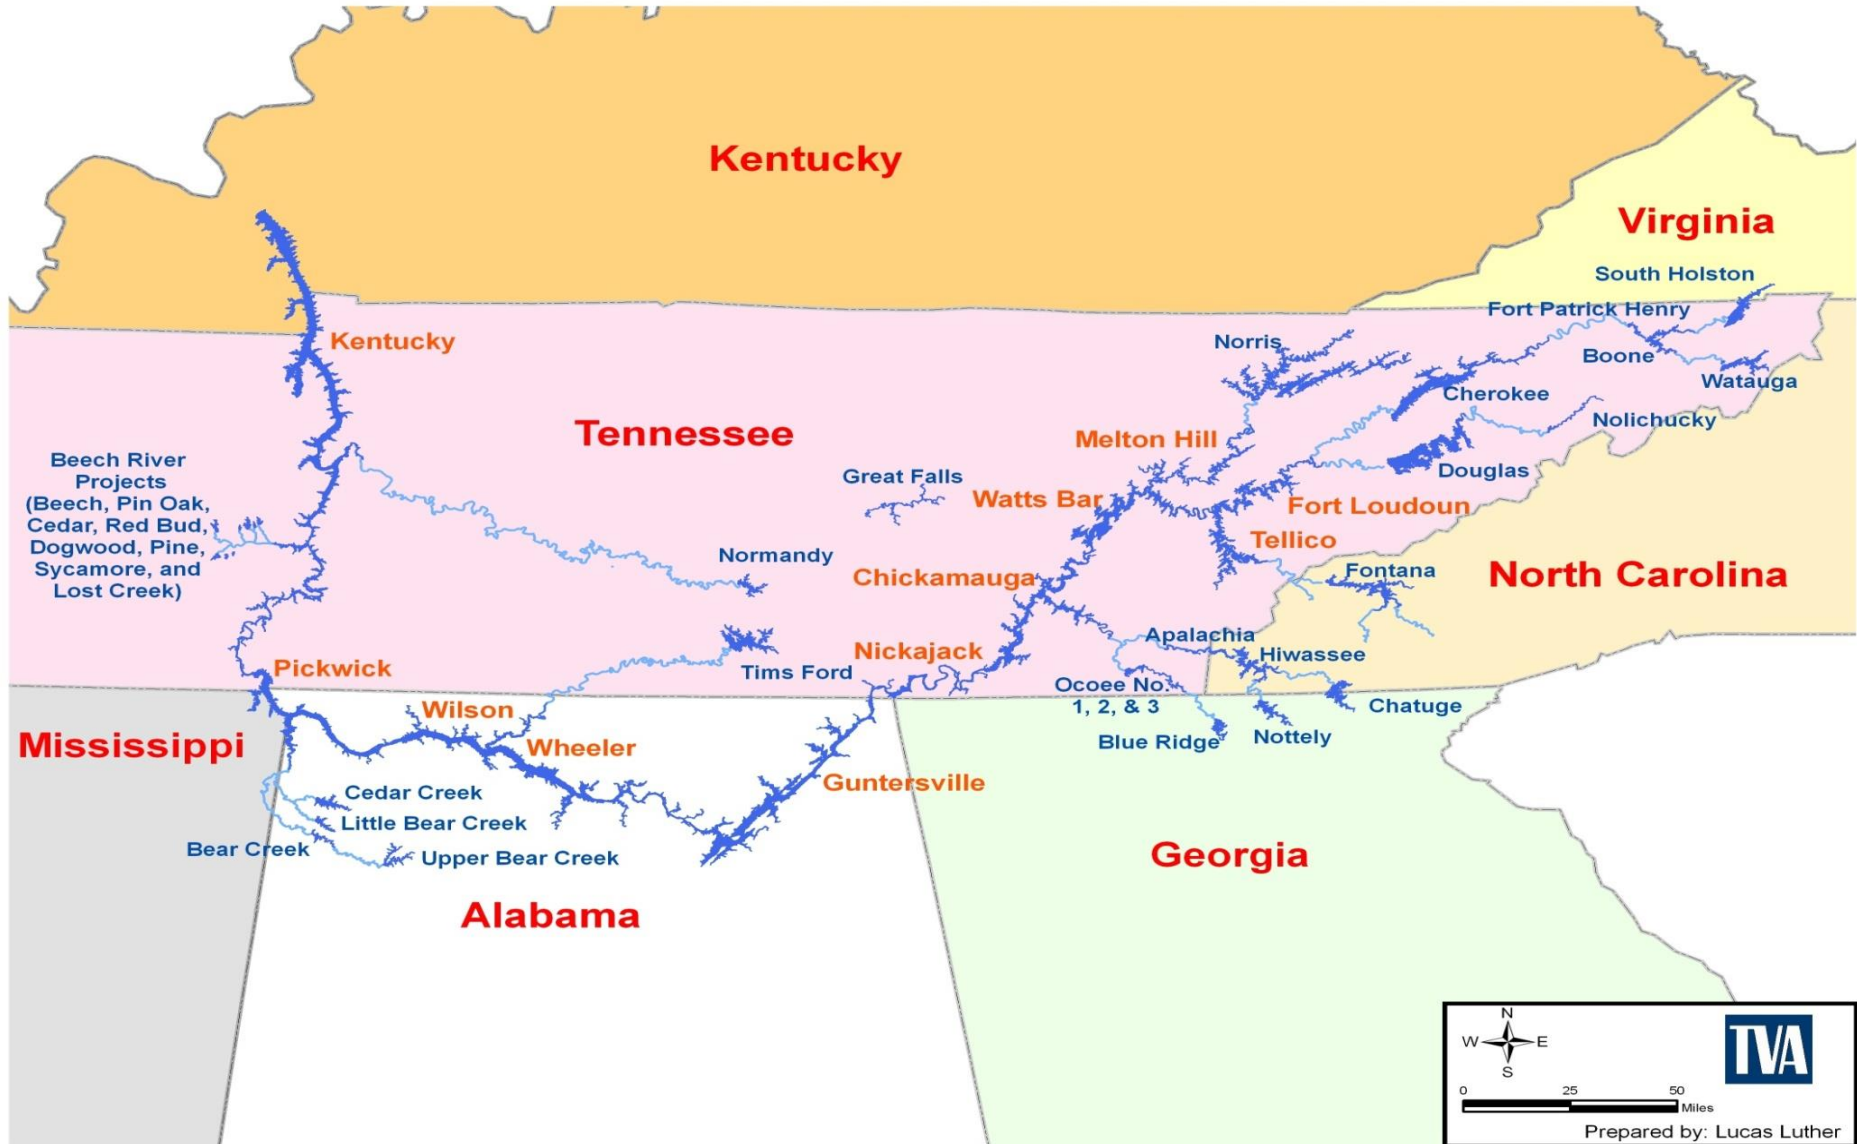 Kentucky
Virginia
South Holston
Fort Patrick Henry
Kentucky
Norris
Boone
Watauga
Cherokee
Nolichucky
Tennessee
Melton Hill
Beech River
Projects
(Beech, Pin Oak,
Cedar, Red Bud,
Dogwood, Pine,
Sycamore, and
Lost Creek)
Great Falls
Douglas
Watts Bar
Fort Loudoun
Tellico
Normandy
Chickamauga
Fontana
North Carolina
Apalachia
Nickajack
Hiwassee
Pickwick
Tims Ford
Ocoee No.
1, 2, & 3
Chatuge
Wilson
Blue Ridge
Nottely
Mississippi
Wheeler
Guntersville
Cedar Creek
Little Bear Creek
Bear Creek
Upper Bear Creek
Georgia
Alabama
N
W E
S
TVA
0 25 50
Miles
Prepared by: Lucas Luther